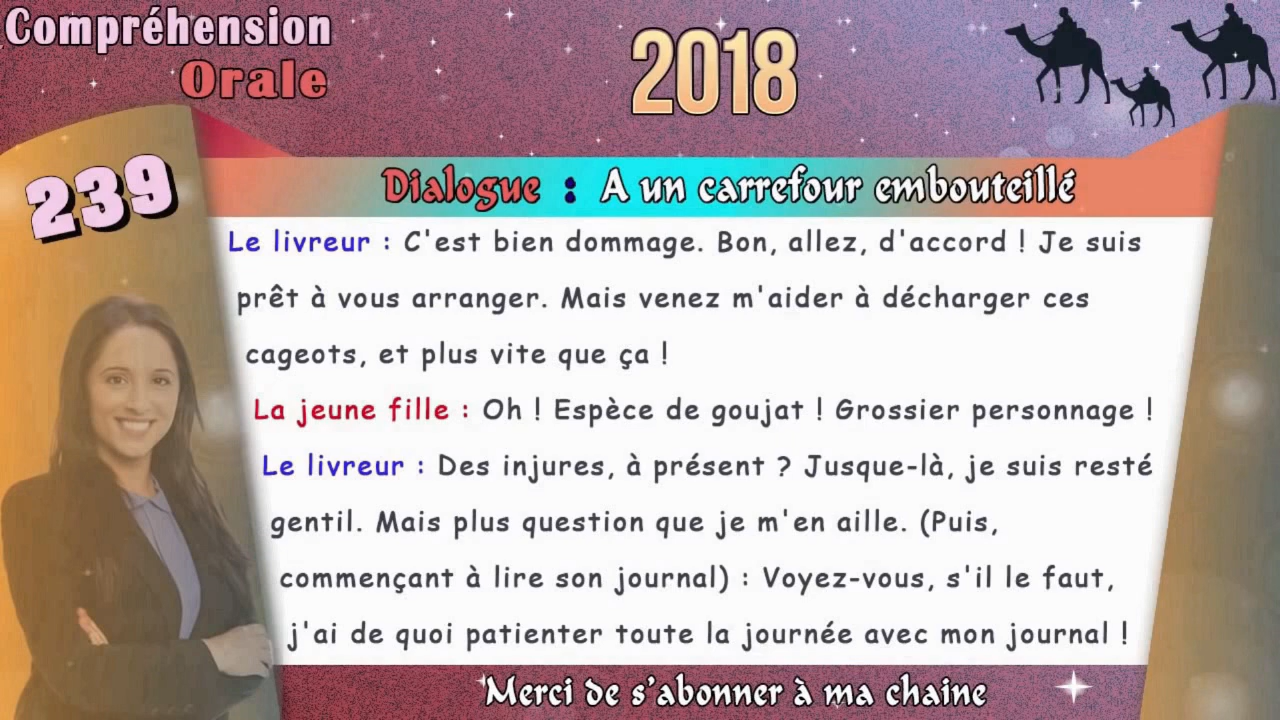 Compréhension
Orale
2018
239
Dialogue : A un carrefour embouteillé
Le livreur : C'est bien dommage. Bon, allez, d'accord ! Je suis
prêt à vous arranger. Mais venez m'aider à décharger ces
cageots, et plus vite que ça !
La jeune fille : Oh ! Espèce de goujat ! Grossier personnage !
Le livreur : Des injures, à présent ? Jusque-là, je suis resté
gentil. Mais plus question que je m'en aille. (Puis,
commençant à lire son journal) : Voyez-vous, s'il le faut,
j'ai de quoi patienter toute la journée avec mon journal !
Merci de s'abonner à ma chaine